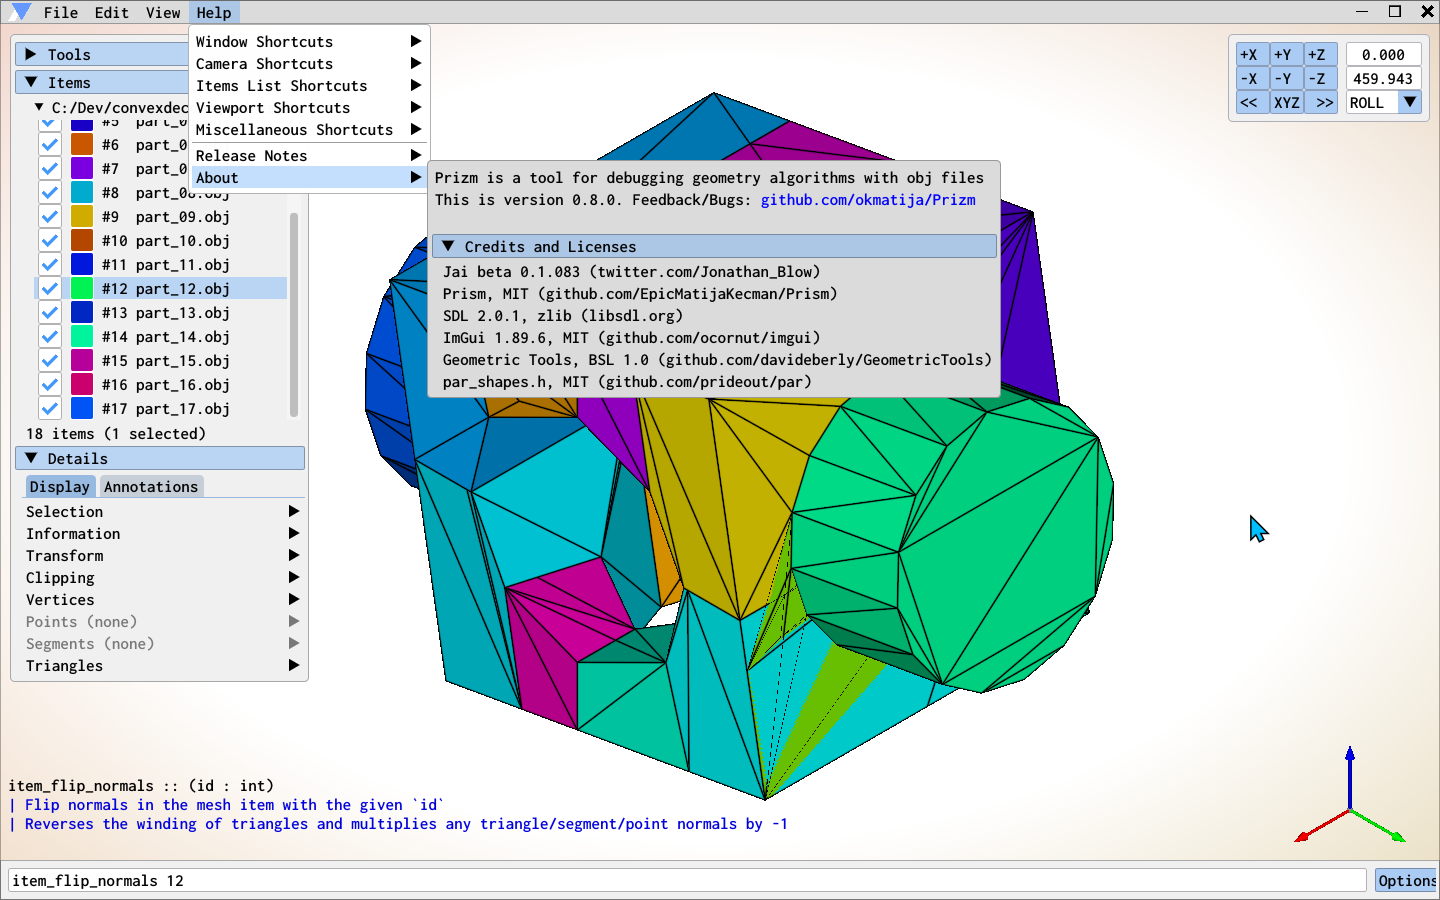 File Edit View Help
Window Shortcuts
Camera Shortcuts
Items List Shortcuts
Viewport Shortcuts
Miscellaneous Shortcuts
Release Notes
About
Prizm is a tool for debugging geometry algorithms with obj files
This is version 0.8.0. Feedback/Bugs: github.com/okmatija/Prizm
Credits and Licenses
Jai beta 0.1.083 (twitter.com/Jonathan_Blow)
Prism, MIT (github.com/EpicMatijaKecman/Prism)
SDL 2.0.1, zlib (libsdl.org)
ImGui 1.89.6, MIT (github.com/ocornut/imgui)
Geometric Tools, BSL 1.0 (github.com/davideberly/GeometricTools)
par_shapes.h, MIT (github.com/prideout/par)
+X +Y +Z 0.000
-X -Y -Z 459.943
<< XYZ >> ROLL
Tools
Items
C:/Dev/convexdec
#5 part_0
#6 part_0
#7 part_0
#8 part_08.obj
#9 part_09.obj
#10 part_10.obj
#11 part_11.obj
#12 part_12.obj
#13 part_13.obj
#14 part_14.obj
#15 part_15.obj
#16 part_16.obj
#17 part_17.obj
18 items (1 selected)
Details
Display Annotations
Selection
Information
Transform
Clipping
Vertices
Points (none)
Segments (none)
Triangles
item_flip_normals :: (id : int)
| Flip normals in the mesh item with the given `id`
| Reverses the winding of triangles and multiplies any triangle/segment/point normals by -1
item_flip_normals 12
Options